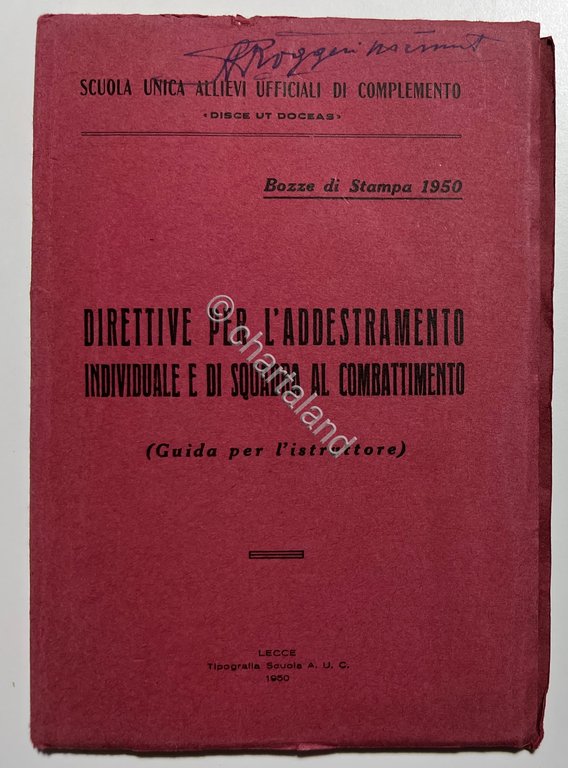 SCUOLA UNICA ALLIEVI UFFICIALI DI COMPLEMENTO
«DISCE UT DOCEAS»
Bozze di Stampa 1950
DIRETTIVE PER L'ADDESTRAMENTO
INDIVIDUALE E DI SQUADRA AL COMBATTIMENTO
(Guida per l'istruttore)
© chartaland
LECCE
Tipografia Scuola A. U. C.
1950